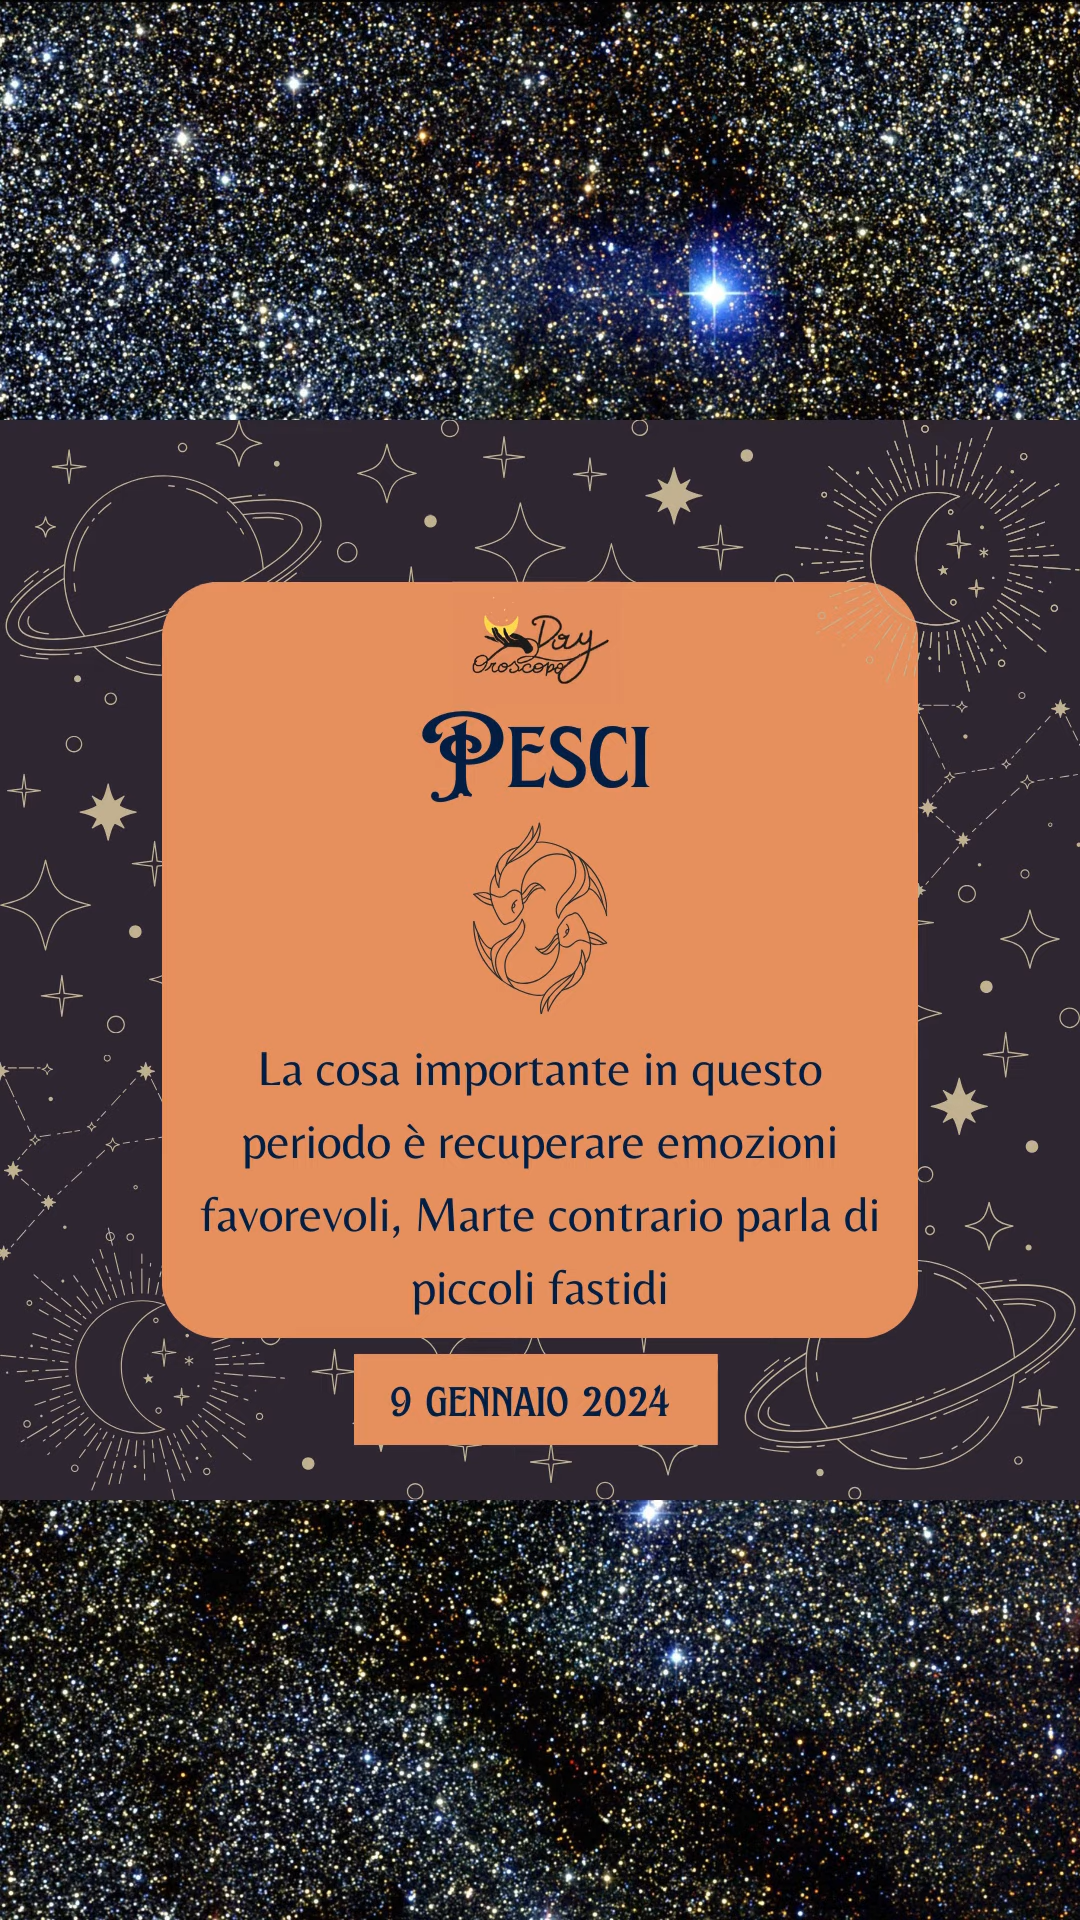 Day
Oroscopo
PESCI
La cosa importante in questo
periodo è recuperare emozioni
favorevoli, Marte contrario parla di
piccoli fastidi
9 GENNAIO 2024